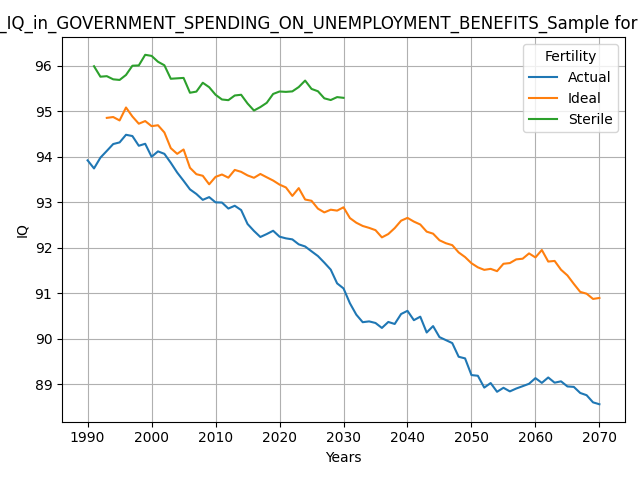 _IQ_in_GOVERNMENT_SPENDING_ON_UNEMPLOYMENT_BENEFITS_Sample for
Fertility
Actual
Ideal
Sterile
96
95
94
93
92
91
90
89
IQ
1990 2000 2010 2020 2030 2040 2050 2060 2070
Years